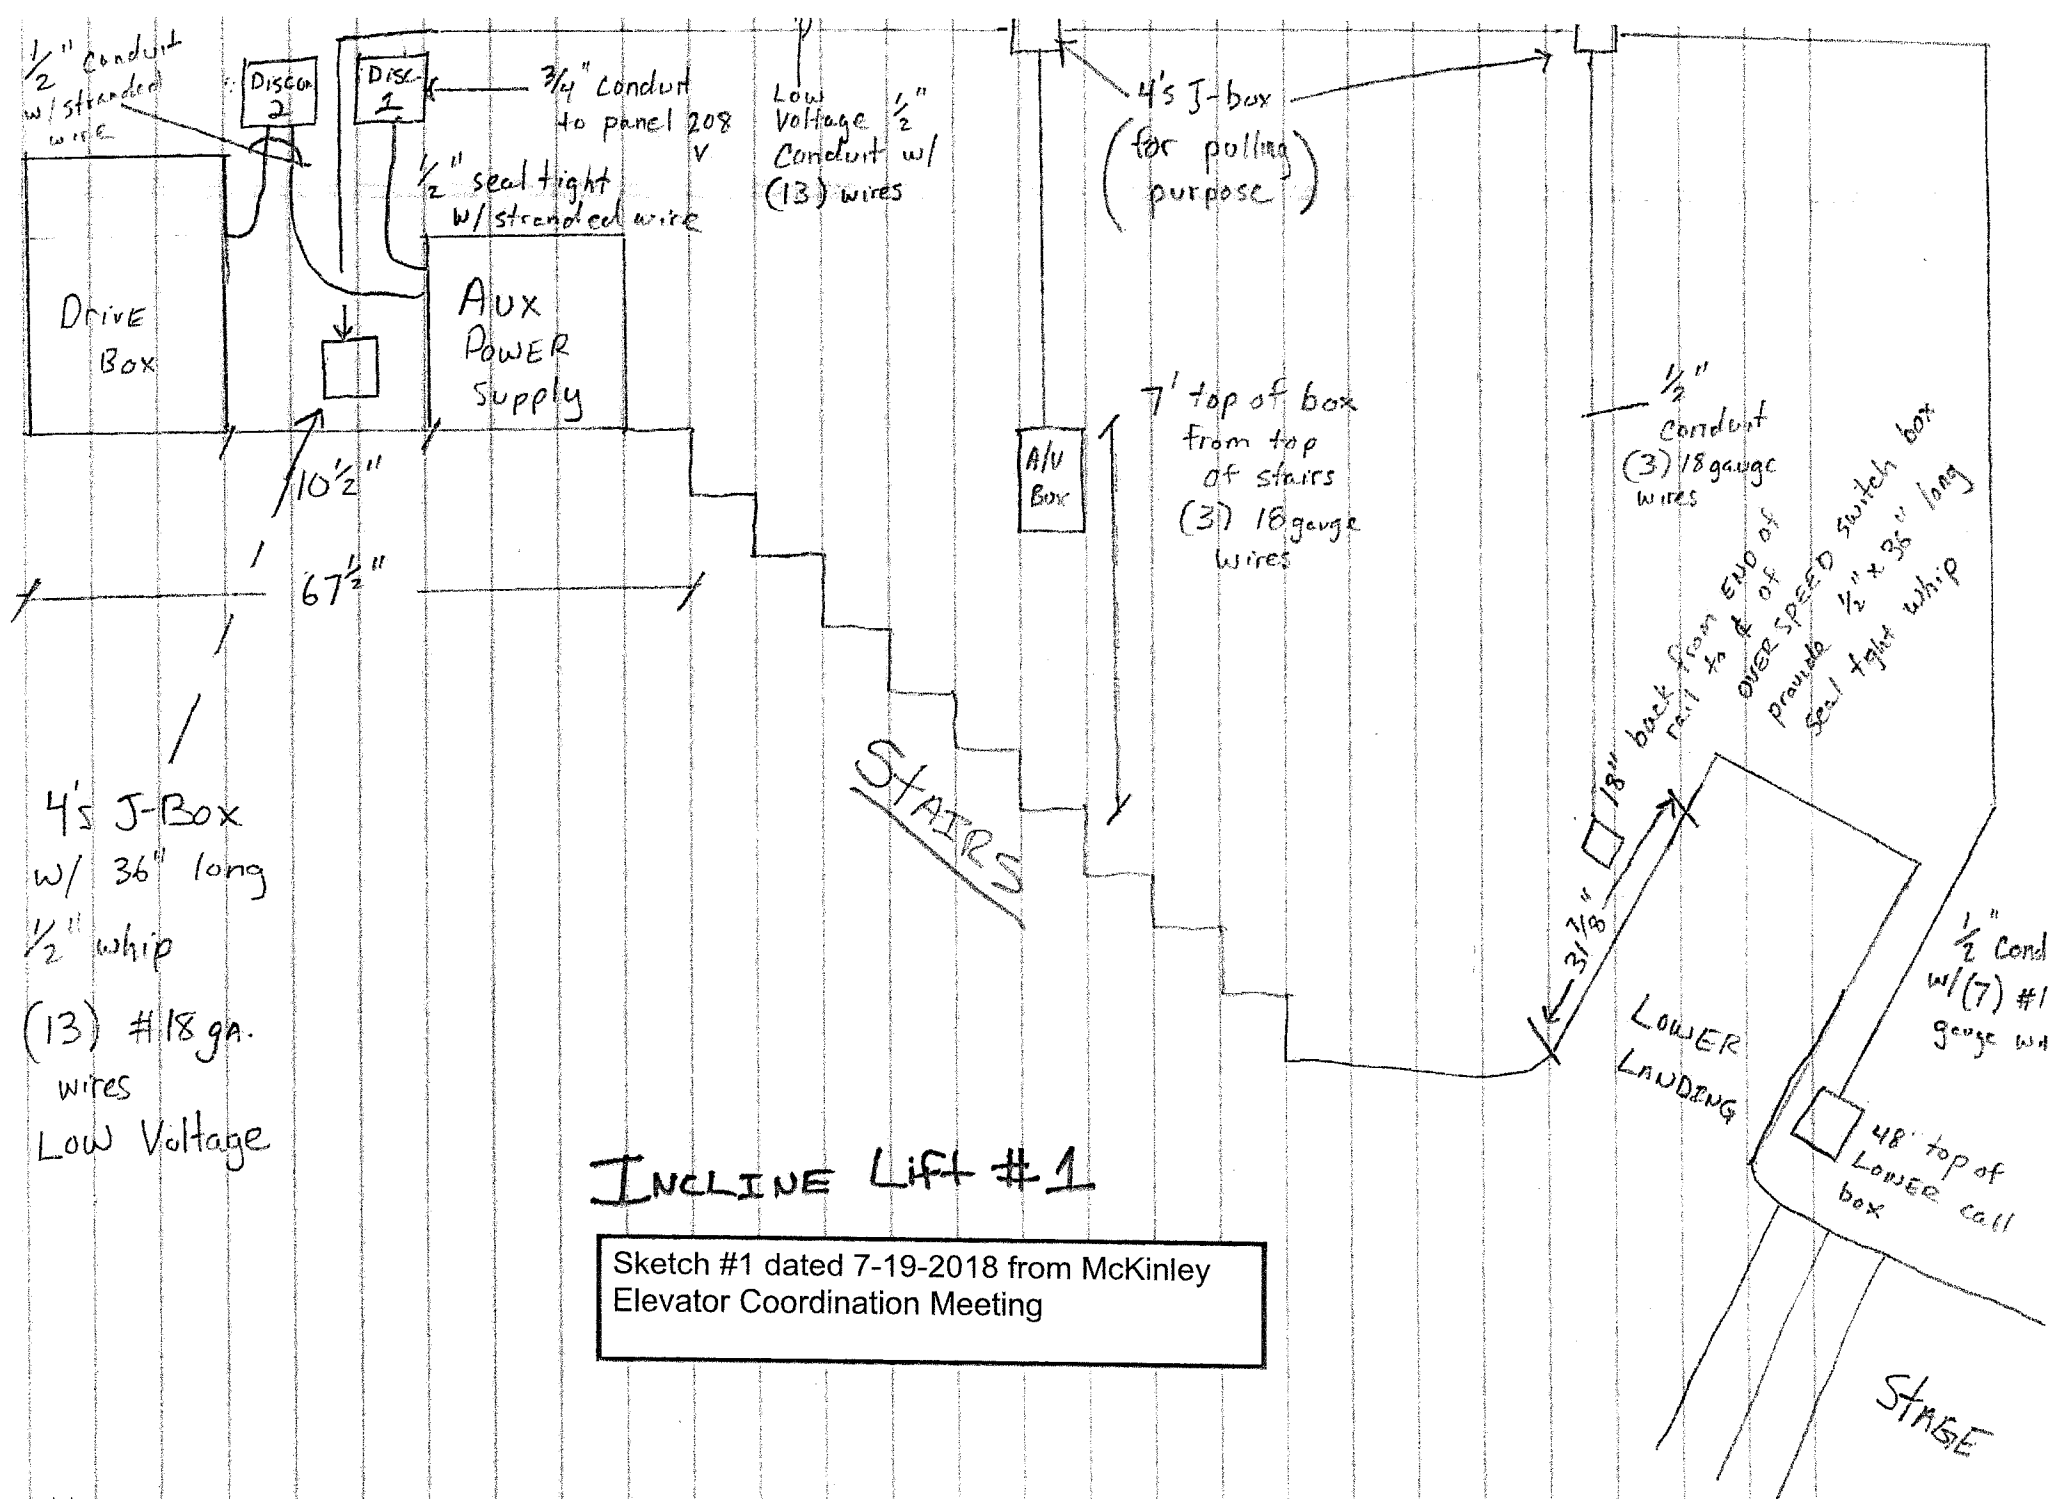 1/2" conduit
w/ stranded
wire
Discon
2
Disc
1
3/4" conduit
to panel 208
V
1/2" seal tight
w/ stranded wire
Low
Voltage 1/2"
Conduit w/
(13) wires
4's J-box
(for pulling
purpose)
Drive
Box
Aux
Power
Supply
10 1/2"
67 1/2"
A/V
Box
7' top of box
from top
of stairs
(3) 18 gauge
wires
1/2"
conduit
(3) 18 gauge
wires
18" back from END of
rail to ℄ of
OVER SPEED switch box
provide 1/2" x 36" long
seal tight whip
31 7/8"
STAIRS
4's J-Box
w/ 36" long
1/2" whip
(13) #18 ga.
wires
Low Voltage
LOWER
LANDING
1/2" Cond
w/(7) #1
gauge
48" top of
LOWER call
box
STAGE
INCLINE Lift #1
Sketch #1 dated 7-19-2018 from McKinley
Elevator Coordination Meeting